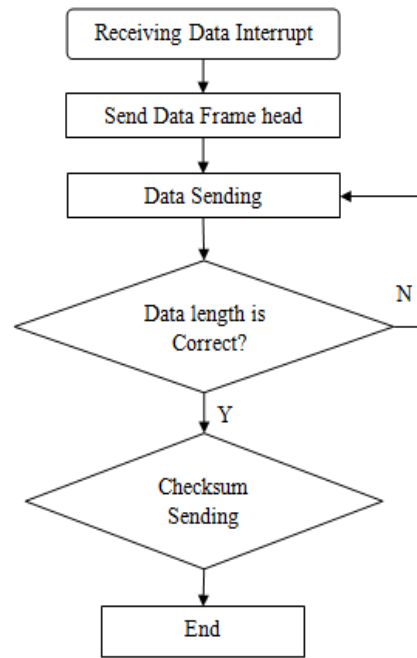 Receiving Data Interrupt
Send Data Frame head
Data Sending
N
Data length is
Correct?
Y
Checksum
Sending
End